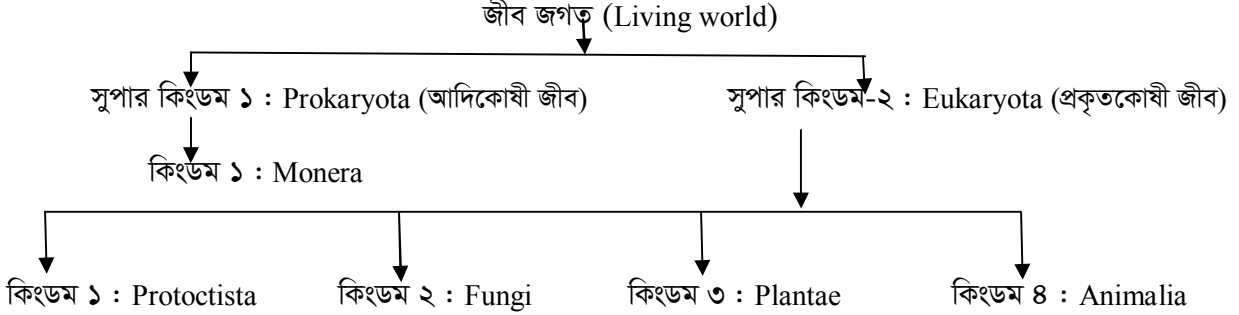 জীব জগত (Living world)
সুপার কিংডম ১ : Prokaryota (আদিকোষী জীব) সুপার কিংডম-২ : Eukaryota (প্রকৃতকোষী জীব)
কিংডম ১ : Monera
কিংডম ১ : Protoctista কিংডম ২ : Fungi কিংডম ৩ : Plantae কিংডম ৪ : Animalia